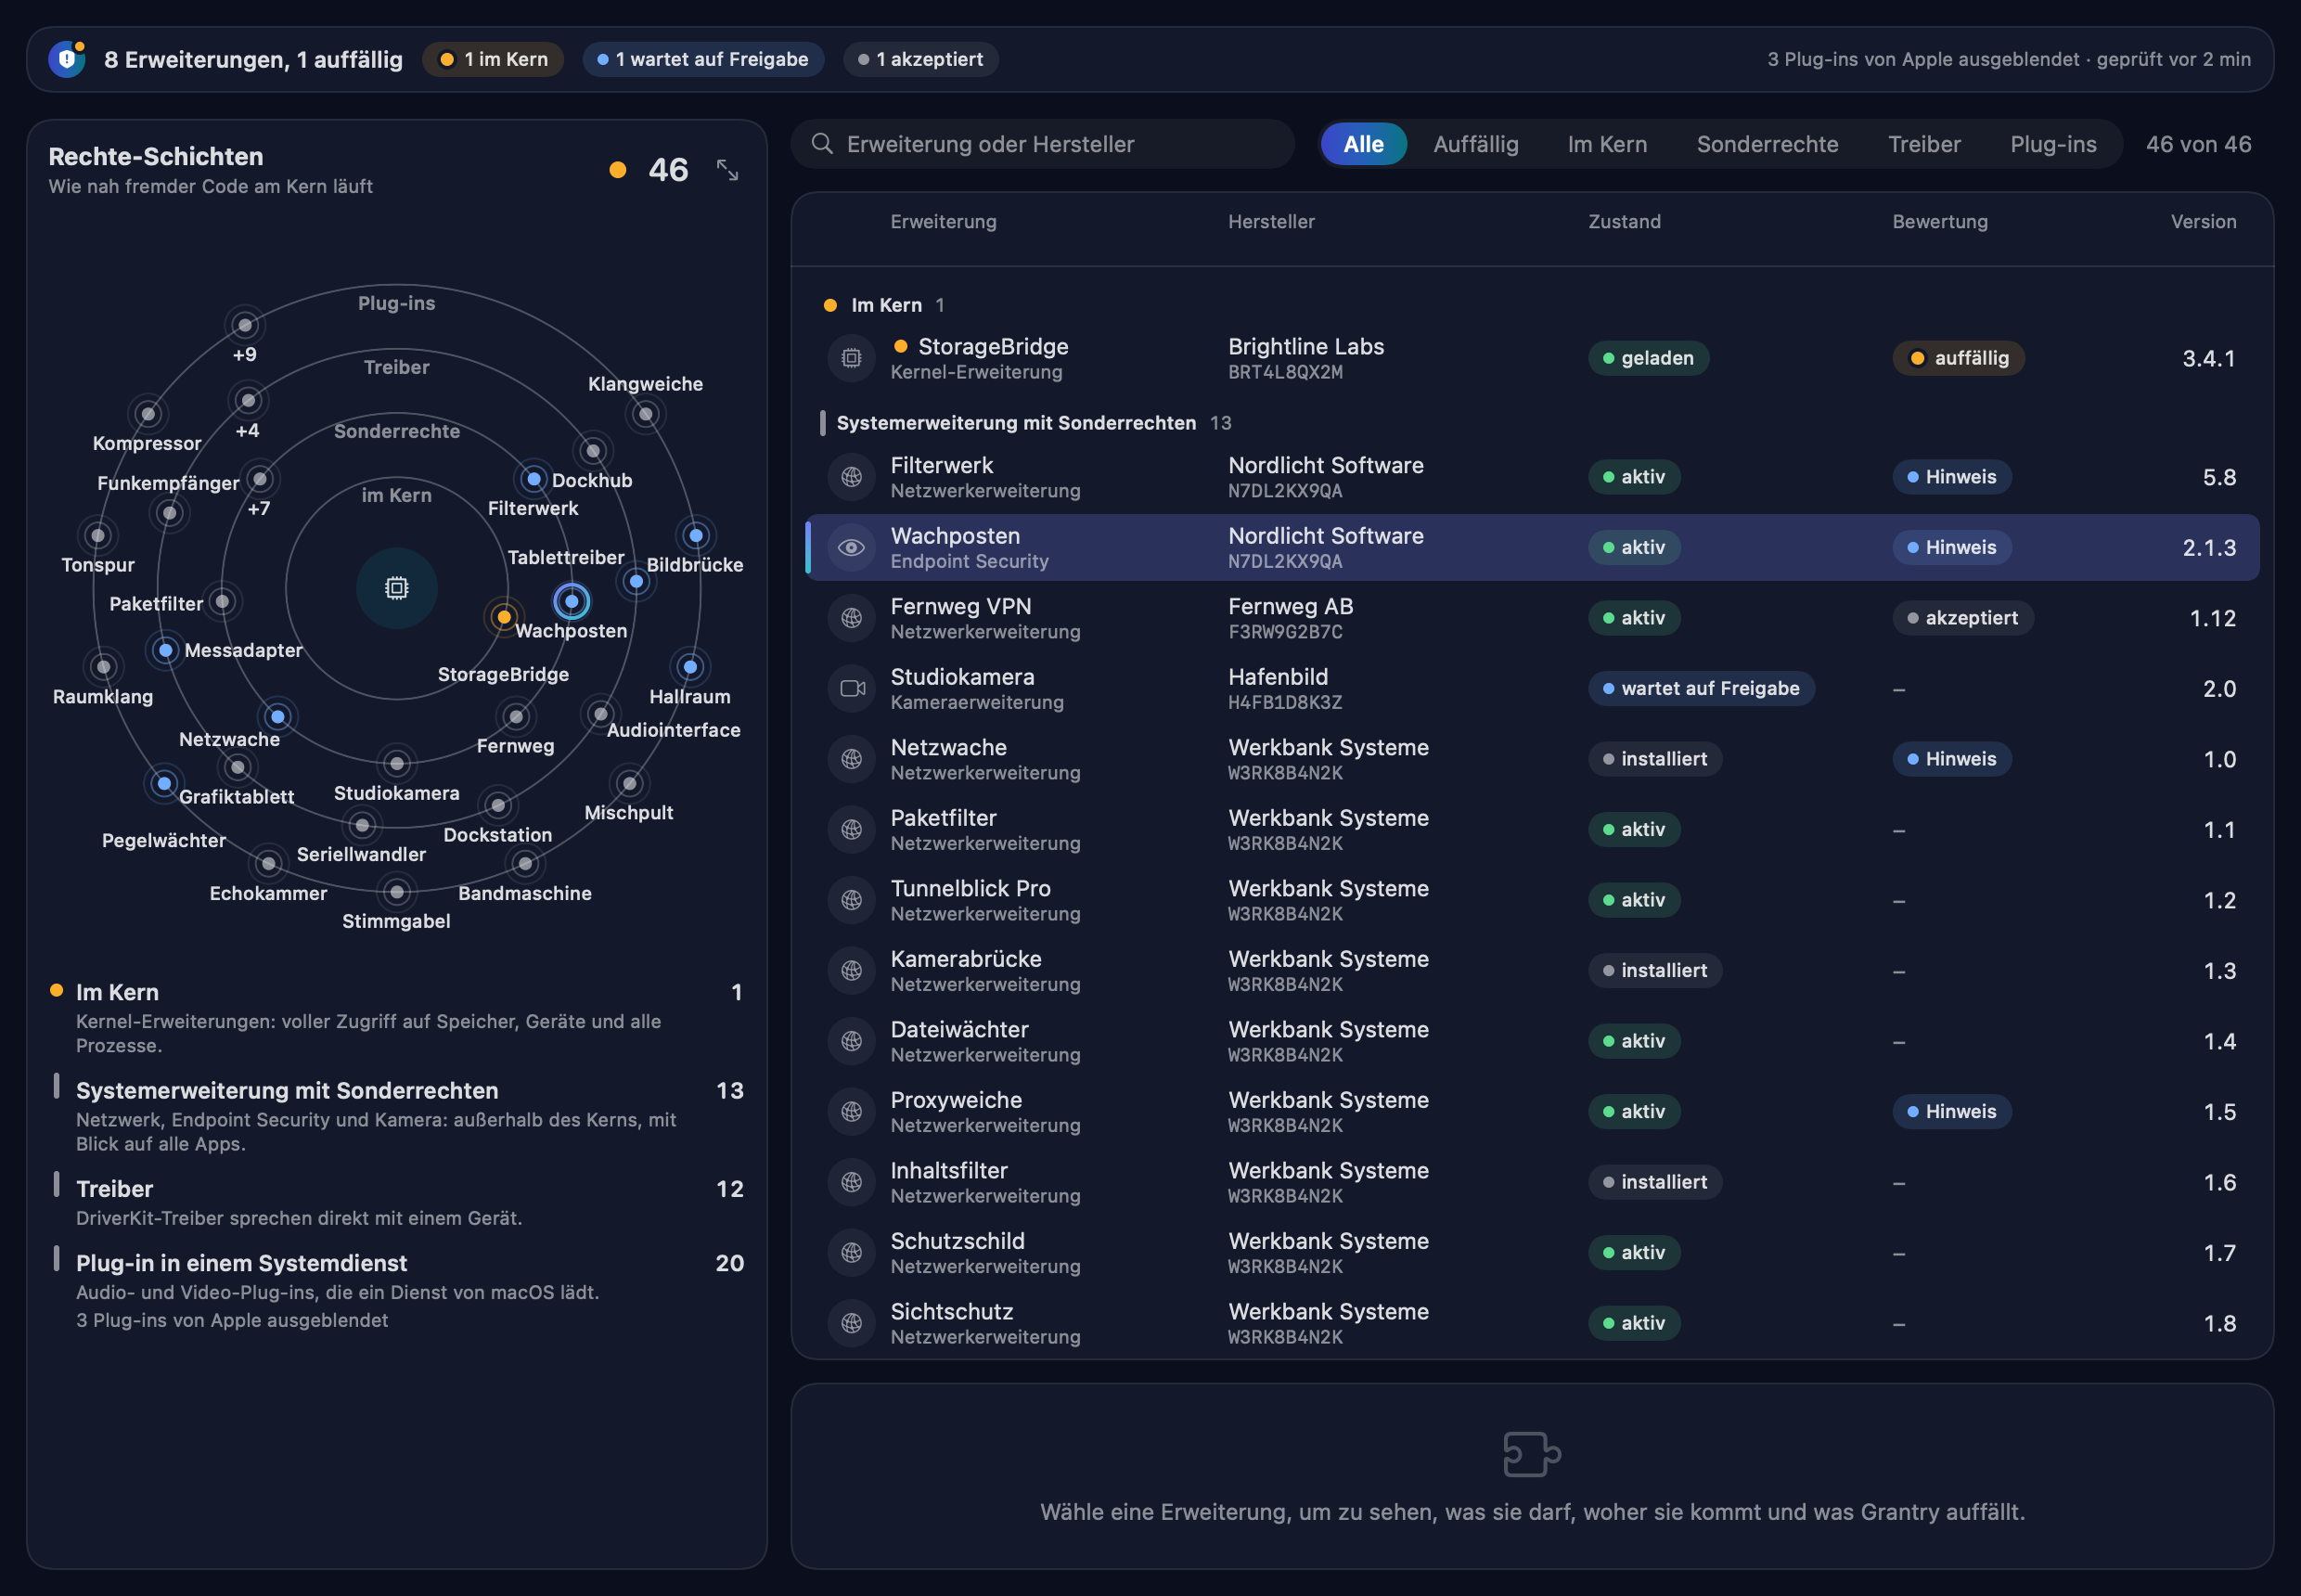 8 Erweiterungen, 1 auffällig
1 im Kern
1 wartet auf Freigabe
1 akzeptiert
3 Plug-ins von Apple ausgeblendet · geprüft vor 2 min
Rechte-Schichten
Wie nah fremder Code am Kern läuft
46
Plug-ins
+9
Treiber
Klangweiche
+4
Kompressor
Sonderrechte
Funkempfänger
Dockhub
im Kern
+7
Filterwerk
Tablettreiber
Tonspur
Bildbrücke
Paketfilter
Wachposten
Messadapter
StorageBridge
Raumklang
Hallraum
Audiointerface
Netzwache
Fernweg
Grafiktablett
Studiokamera
Mischpult
Dockstation
Pegelwächter
Seriellwandler
Echokammer
Bandmaschine
Stimmgabel
Im Kern 1
Kernel-Erweiterungen: voller Zugriff auf Speicher, Geräte und alle
Prozesse.
Systemerweiterung mit Sonderrechten 13
Netzwerk, Endpoint Security und Kamera: außerhalb des Kerns, mit
Blick auf alle Apps.
Treiber 12
DriverKit-Treiber sprechen direkt mit einem Gerät.
Plug-in in einem Systemdienst 20
Audio- und Video-Plug-ins, die ein Dienst von macOS lädt.
3 Plug-ins von Apple ausgeblendet
Erweiterung oder Hersteller
Alle Auffällig Im Kern Sonderrechte Treiber Plug-ins 46 von 46
Erweiterung Hersteller Zustand Bewertung Version
Im Kern 1
StorageBridge Brightline Labs geladen auffällig 3.4.1
Kernel-Erweiterung BRT4L8QX2M
Systemerweiterung mit Sonderrechten 13
Filterwerk Nordlicht Software aktiv Hinweis 5.8
Netzwerkerweiterung N7DL2KX9QA
Wachposten Nordlicht Software aktiv Hinweis 2.1.3
Endpoint Security N7DL2KX9QA
Fernweg VPN Fernweg AB aktiv akzeptiert 1.12
Netzwerkerweiterung F3RW9G2B7C
Studiokamera Hafenbild wartet auf Freigabe – 2.0
Kameraerweiterung H4FB1D8K3Z
Netzwache Werkbank Systeme installiert Hinweis 1.0
Netzwerkerweiterung W3RK8B4N2K
Paketfilter Werkbank Systeme aktiv – 1.1
Netzwerkerweiterung W3RK8B4N2K
Tunnelblick Pro Werkbank Systeme aktiv – 1.2
Netzwerkerweiterung W3RK8B4N2K
Kamerabrücke Werkbank Systeme installiert – 1.3
Netzwerkerweiterung W3RK8B4N2K
Dateiwächter Werkbank Systeme aktiv – 1.4
Netzwerkerweiterung W3RK8B4N2K
Proxyweiche Werkbank Systeme aktiv Hinweis 1.5
Netzwerkerweiterung W3RK8B4N2K
Inhaltsfilter Werkbank Systeme installiert – 1.6
Netzwerkerweiterung W3RK8B4N2K
Schutzschild Werkbank Systeme aktiv – 1.7
Netzwerkerweiterung W3RK8B4N2K
Sichtschutz Werkbank Systeme aktiv – 1.8
Netzwerkerweiterung W3RK8B4N2K
Wähle eine Erweiterung, um zu sehen, was sie darf, woher sie kommt und was Grantry auffällt.